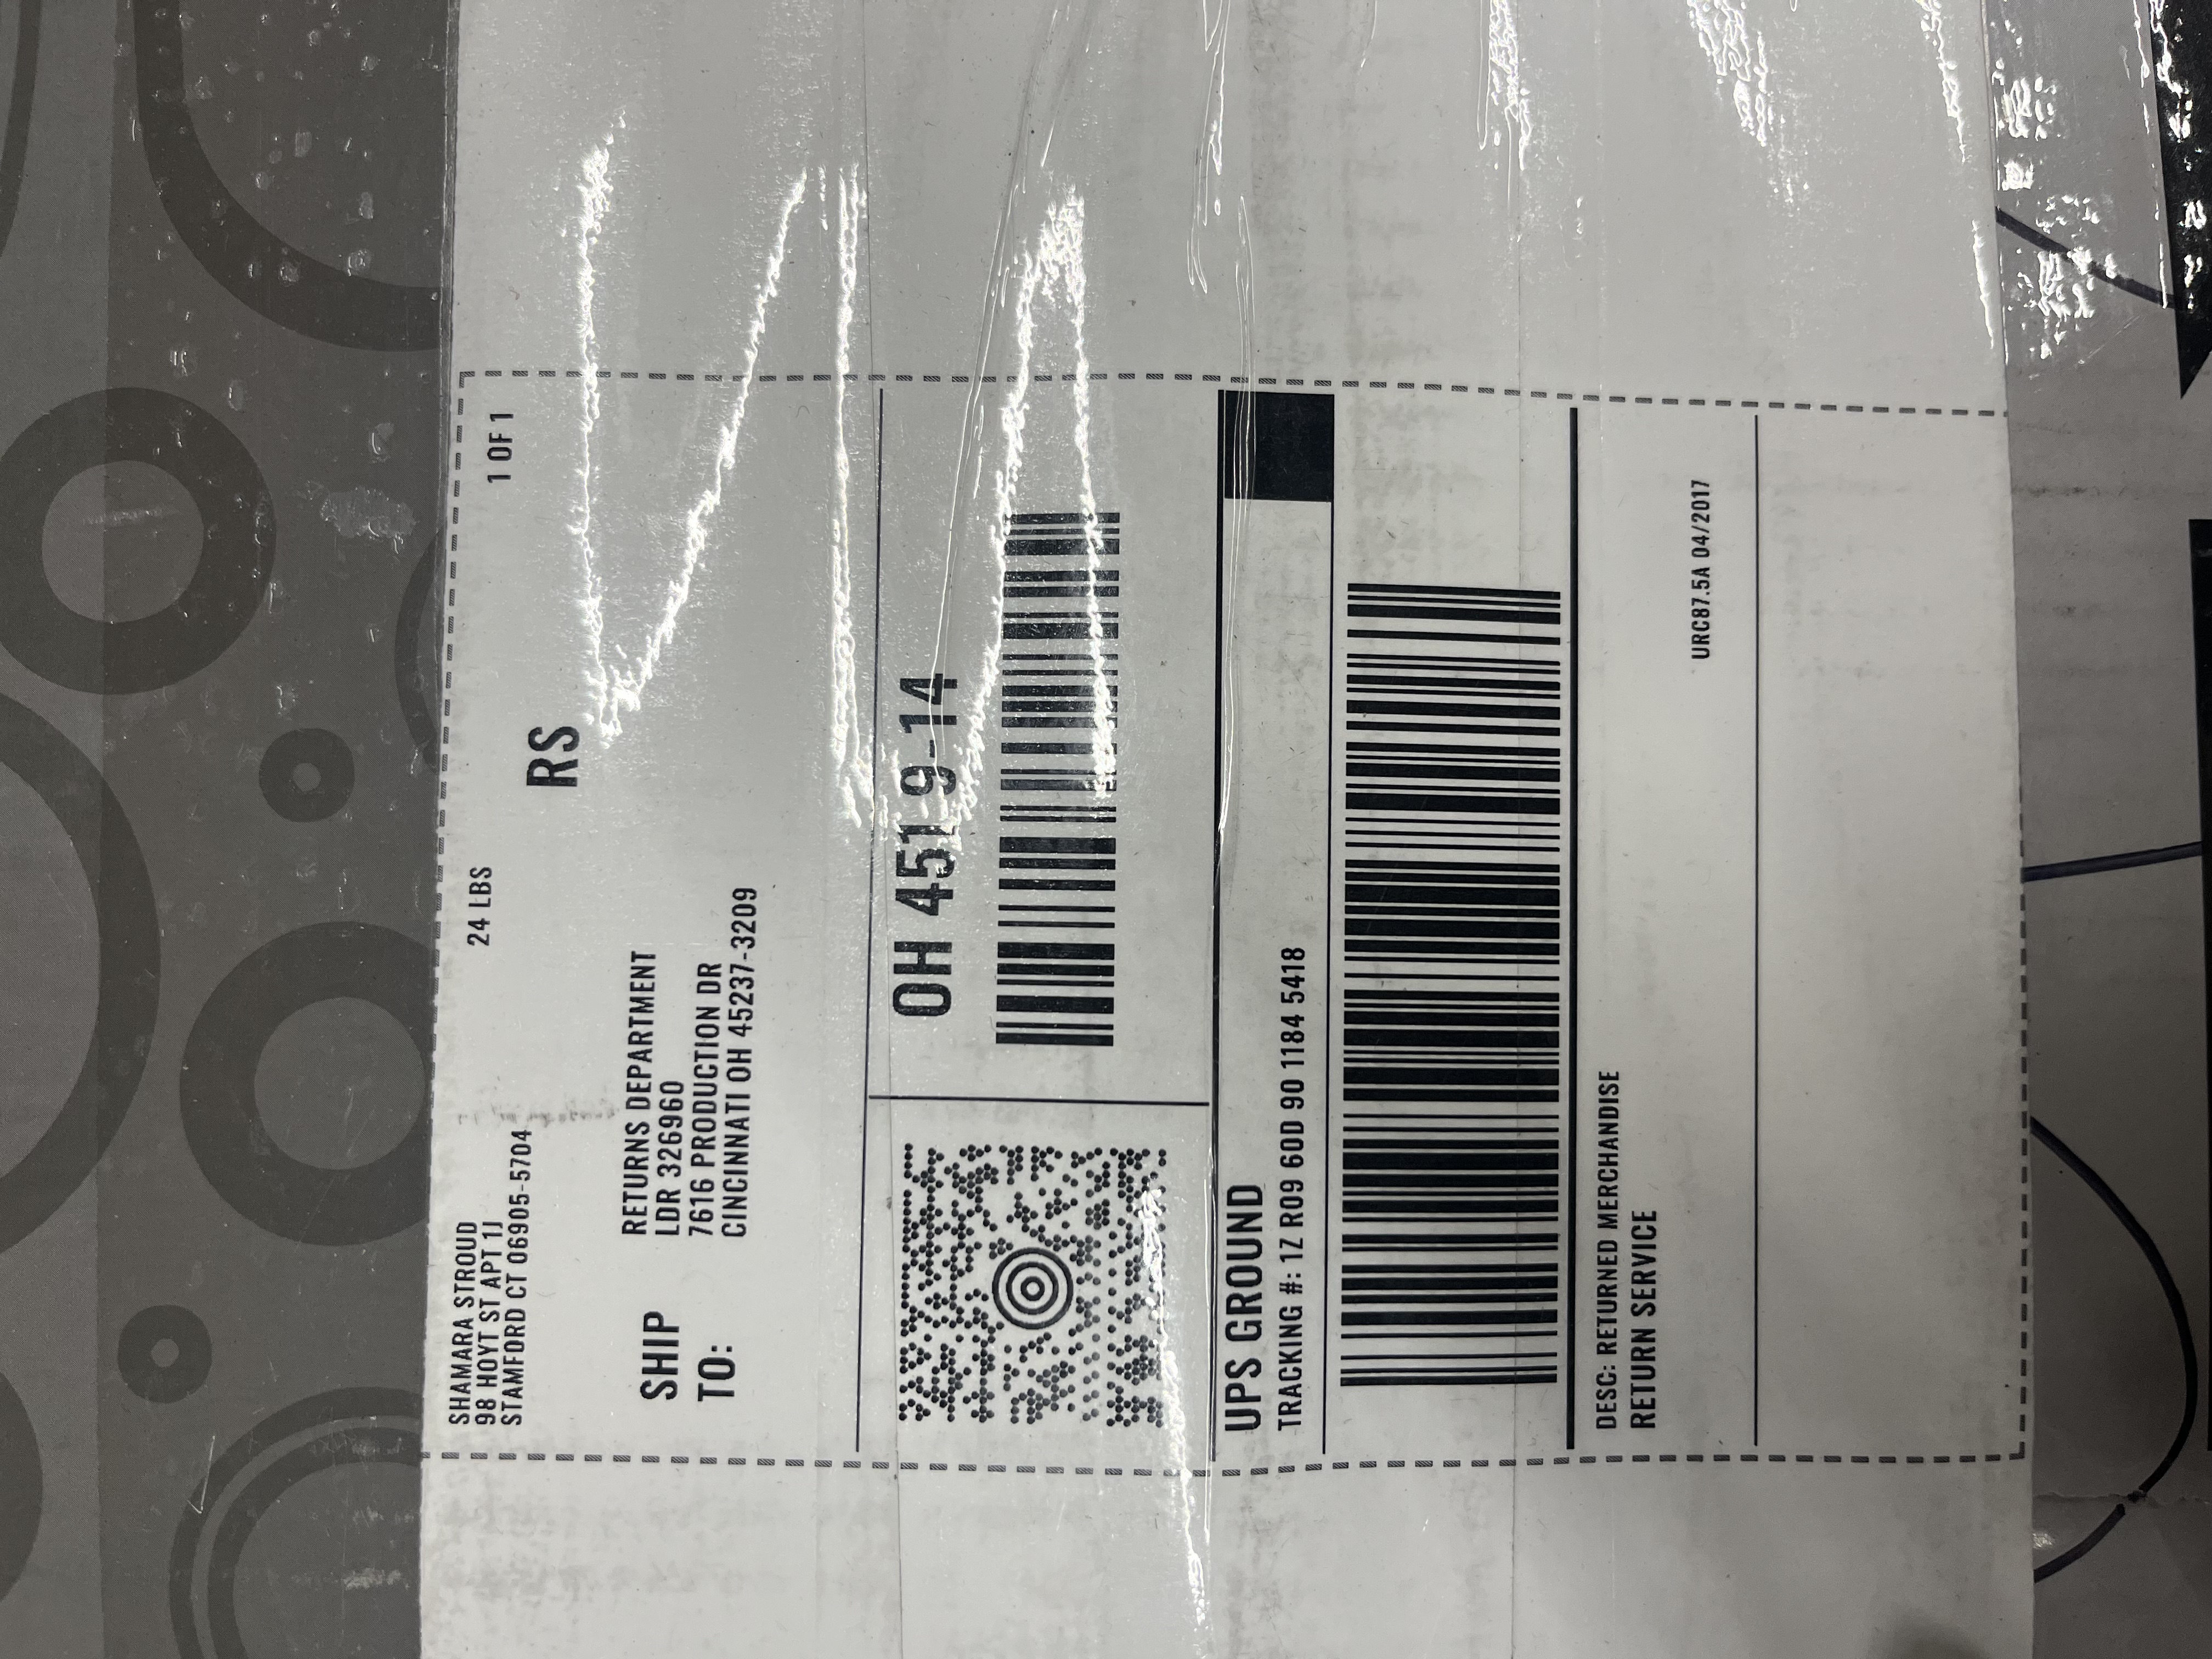 SHAMARA STROUD
98 HOYT ST APT 1J
STAMFORD CT 06905-5704
24 LBS
1 OF 1
RS
SHIP
TO:
RETURNS DEPARTMENT
LDR 326960
7616 PRODUCTION DR
CINCINNATI OH 45237-3209
OH 451 9-14
UPS GROUND
TRACKING #: 1Z R09 60D 90 1184 5418
DESC: RETURNED MERCHANDISE
RETURN SERVICE
URC87.5A 04/2017